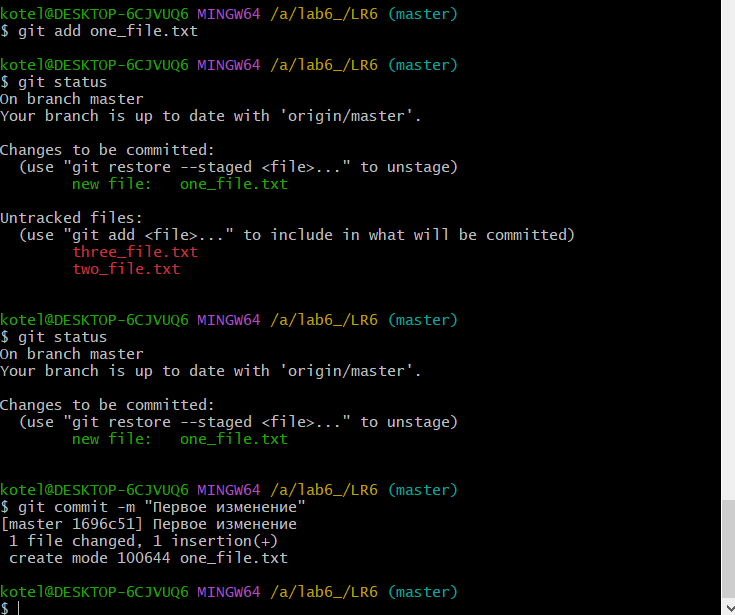 kotel@DESKTOP-6CJVUQ6 MINGW64 /a/lab6_/LR6 (master)
$ git add one_file.txt
kotel@DESKTOP-6CJVUQ6 MINGW64 /a/lab6_/LR6 (master)
$ git status
On branch master
Your branch is up to date with 'origin/master'.
Changes to be committed:
(use "git restore --staged <file>..." to unstage)
new file: one_file.txt
Untracked files:
(use "git add <file>..." to include in what will be committed)
three_file.txt
two_file.txt
kotel@DESKTOP-6CJVUQ6 MINGW64 /a/lab6_/LR6 (master)
$ git status
On branch master
Your branch is up to date with 'origin/master'.
Changes to be committed:
(use "git restore --staged <file>..." to unstage)
new file: one_file.txt
kotel@DESKTOP-6CJVUQ6 MINGW64 /a/lab6_/LR6 (master)
$ git commit -m "Первое изменение"
[master 1696c51] Первое изменение
1 file changed, 1 insertion(+)
create mode 100644 one_file.txt
kotel@DESKTOP-6CJVUQ6 MINGW64 /a/lab6_/LR6 (master)
$